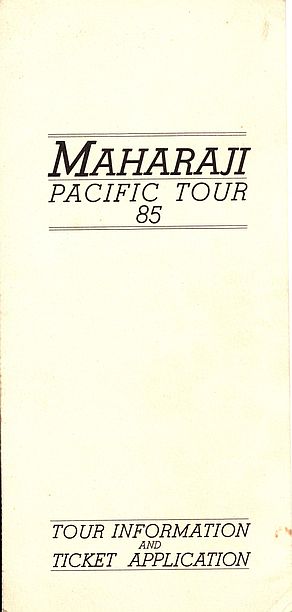 MAHARAJI
PACIFIC TOUR
85
TOUR INFORMATION
AND
TICKET APPLICATION